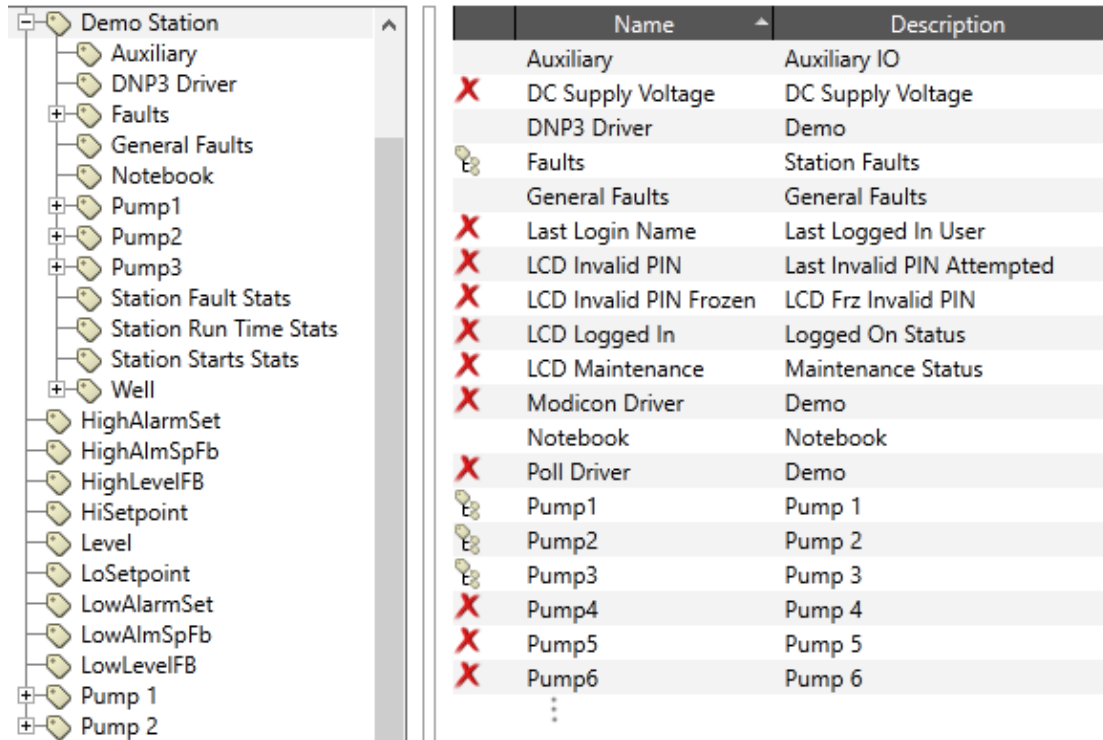 Demo Station
Auxiliary
DNP3 Driver
Faults
General Faults
Notebook
Pump1
Pump2
Pump3
Station Fault Stats
Station Run Time Stats
Station Starts Stats
Well
HighAlarmSet
HighAlmSpFb
HighLevelFB
HiSetpoint
Level
LoSetpoint
LowAlarmSet
LowAlmSpFb
LowLevelFB
Pump 1
Pump 2
Name Description
Auxiliary Auxiliary IO
DC Supply Voltage DC Supply Voltage
DNP3 Driver Demo
Faults Station Faults
General Faults General Faults
Last Login Name Last Logged In User
LCD Invalid PIN Last Invalid PIN Attempted
LCD Invalid PIN Frozen LCD Frz Invalid PIN
LCD Logged In Logged On Status
LCD Maintenance Maintenance Status
Modicon Driver Demo
Notebook Notebook
Poll Driver Demo
Pump1 Pump 1
Pump2 Pump 2
Pump3 Pump 3
Pump4 Pump 4
Pump5 Pump 5
Pump6 Pump 6